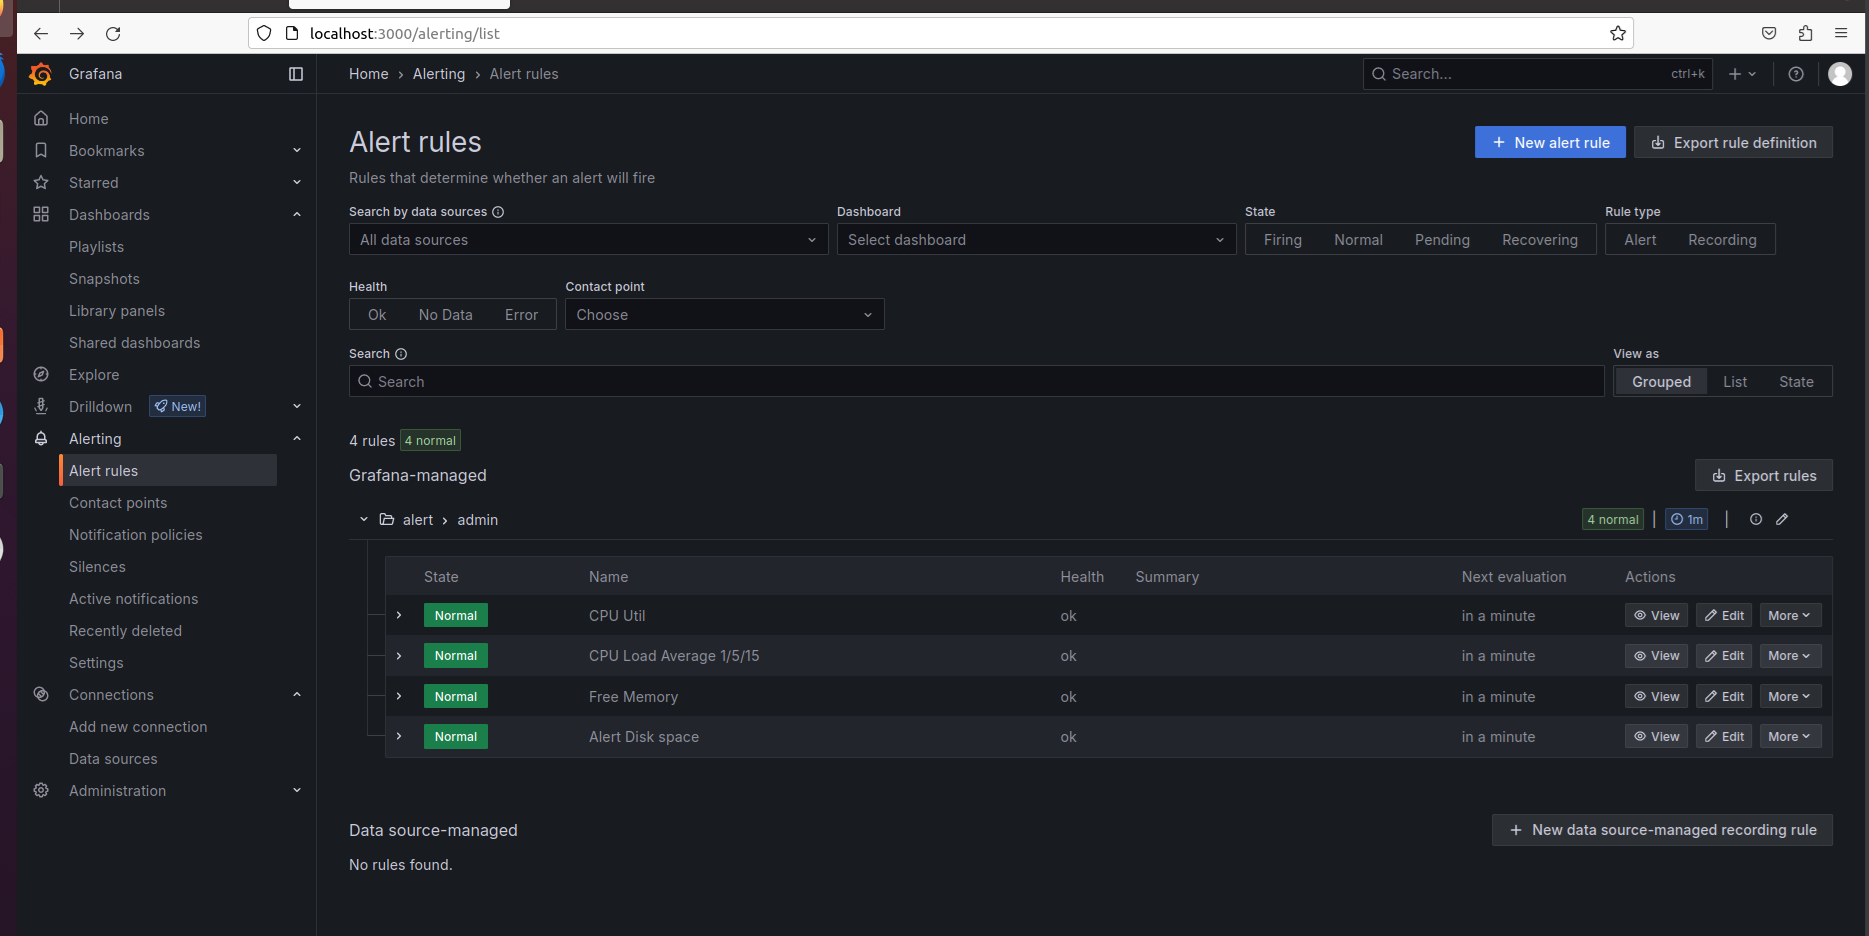 localhost:3000/alerting/list
Grafana
Home › Alerting › Alert rules
Search... ctrl+k
Home
Bookmarks
Starred
Dashboards
Playlists
Snapshots
Library panels
Shared dashboards
Explore
Drilldown New!
Alerting
Alert rules
Contact points
Notification policies
Silences
Active notifications
Recently deleted
Settings
Connections
Add new connection
Data sources
Administration
Alert rules
+ New alert rule Export rule definition
Rules that determine whether an alert will fire
Search by data sources Dashboard State Rule type
All data sources Select dashboard Firing Normal Pending Recovering Alert Recording
Health Contact point
Ok No Data Error Choose
Search View as
Search Grouped List State
4 rules 4 normal
Grafana-managed Export rules
alert › admin 4 normal | 1m |
State Name Health Summary Next evaluation Actions
Normal CPU Util ok in a minute View Edit More
Normal CPU Load Average 1/5/15 ok in a minute View Edit More
Normal Free Memory ok in a minute View Edit More
Normal Alert Disk space ok in a minute View Edit More
Data source-managed + New data source-managed recording rule
No rules found.